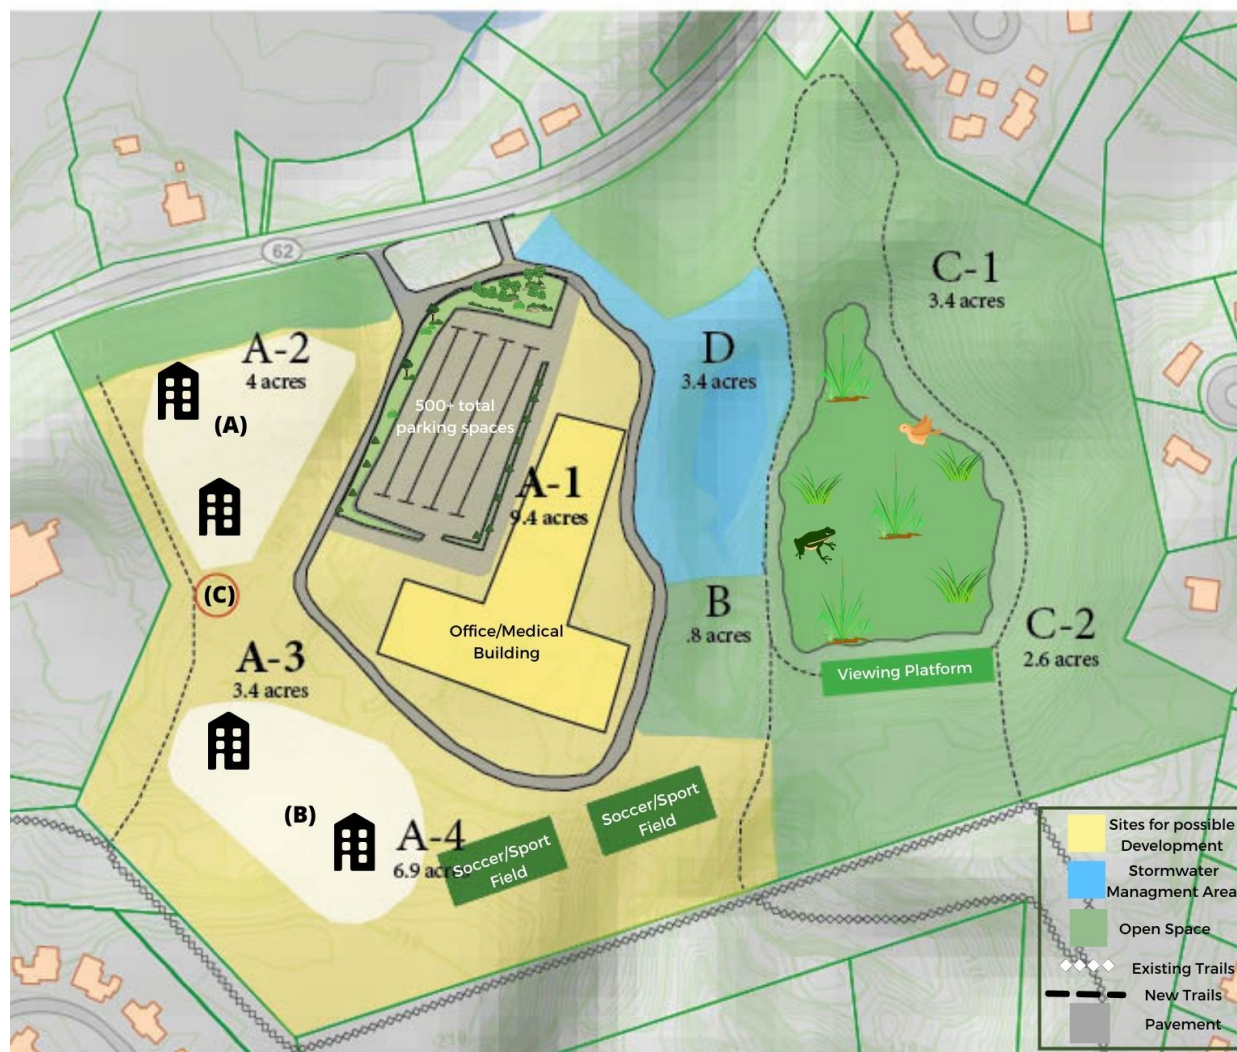 62
C-1
3.4 acres
A-2
4 acres
D
3.4 acres
500+ total
parking spaces
(A)
A-1
9.4 acres
(C)
B
.8 acres
C-2
2.6 acres
Office/Medical
Building
A-3
3.4 acres
Viewing Platform
(B)
A-4
6.9 acres
Soccer/Sport
Field
Soccer/Sport
Field
Sites for possible
Development
Stormwater
Managment Area
Open Space
Existing Trails
New Trails
Pavement